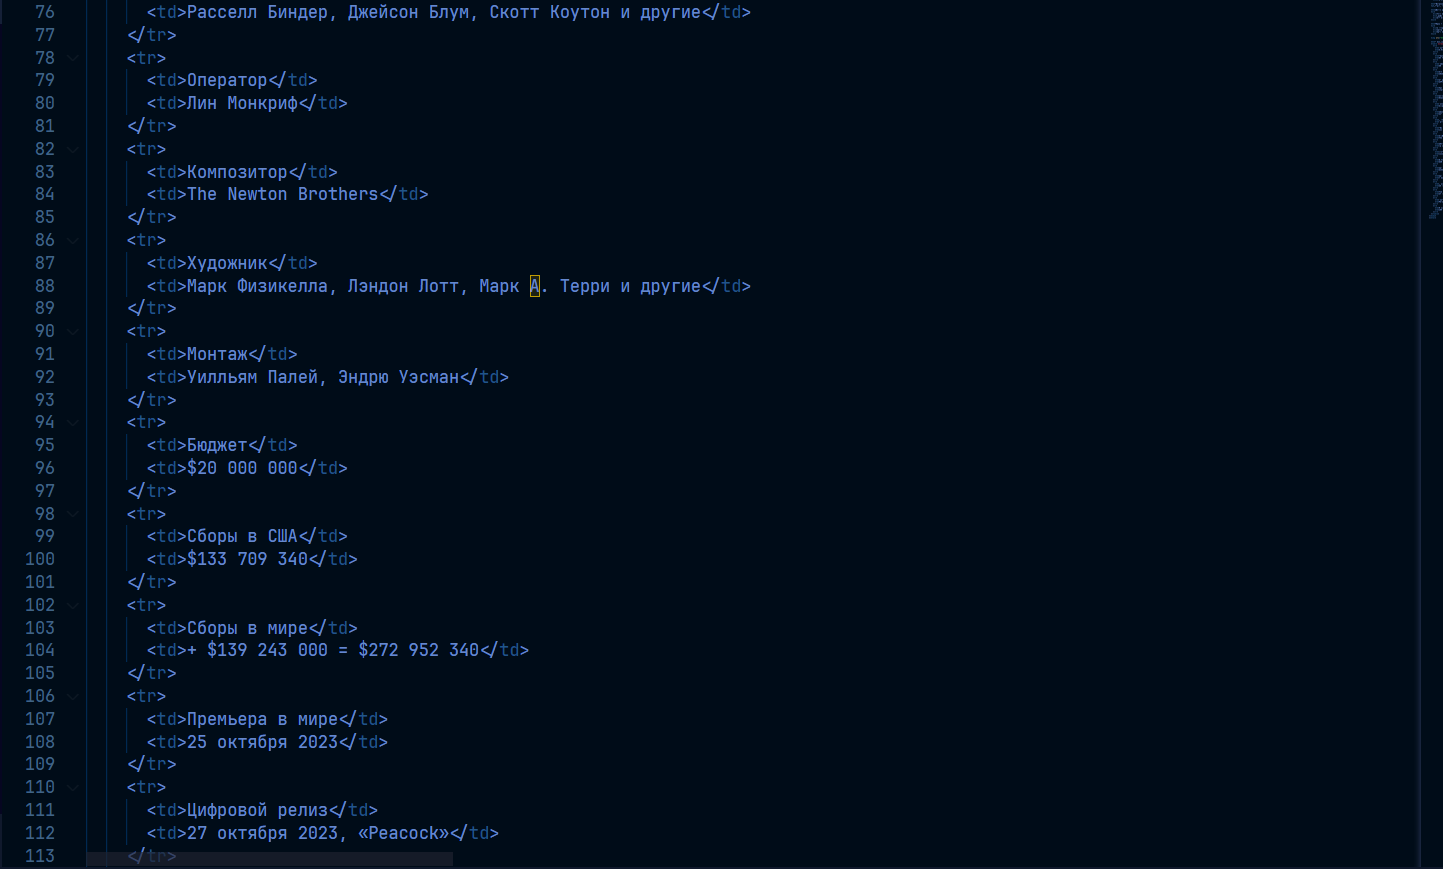 76 <td>Расселл Биндер, Джейсон Блум, Скотт Коутон и другие</td>
77 </tr>
78 <tr>
79 <td>Оператор</td>
80 <td>Лин Монкриф</td>
81 </tr>
82 <tr>
83 <td>Композитор</td>
84 <td>The Newton Brothers</td>
85 </tr>
86 <tr>
87 <td>Художник</td>
88 <td>Марк Физикелла, Лэндон Лотт, Марк А. Терри и другие</td>
89 </tr>
90 <tr>
91 <td>Монтаж</td>
92 <td>Уилльям Палей, Эндрю Уэсман</td>
93 </tr>
94 <tr>
95 <td>Бюджет</td>
96 <td>$20 000 000</td>
97 </tr>
98 <tr>
99 <td>Сборы в США</td>
100 <td>$133 709 340</td>
101 </tr>
102 <tr>
103 <td>Сборы в мире</td>
104 <td>+ $139 243 000 = $272 952 340</td>
105 </tr>
106 <tr>
107 <td>Премьера в мире</td>
108 <td>25 октября 2023</td>
109 </tr>
110 <tr>
111 <td>Цифровой релиз</td>
112 <td>27 октября 2023, «Peacock»</td>
113 </tr>